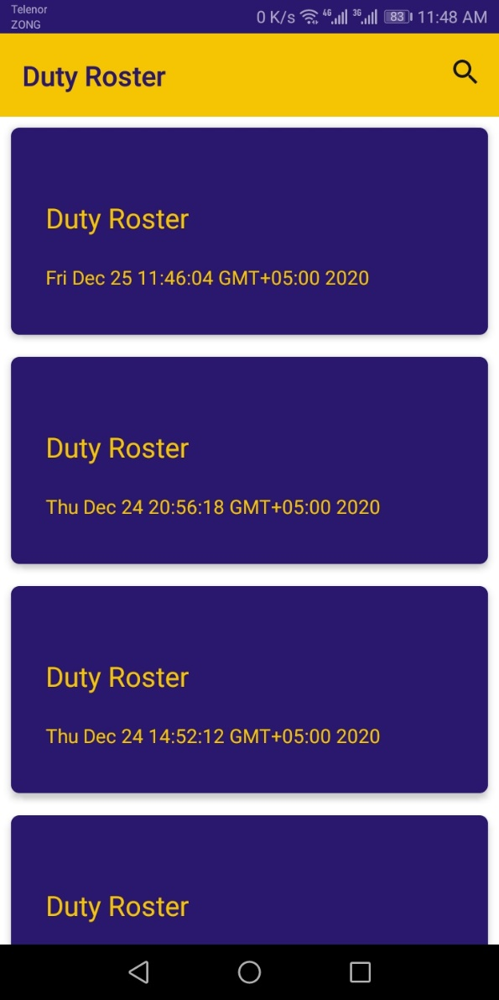 Telenor
ZONG
0 K/s 4G 3G 83 11:48 AM
Duty Roster
Duty Roster
Fri Dec 25 11:46:04 GMT+05:00 2020
Duty Roster
Thu Dec 24 20:56:18 GMT+05:00 2020
Duty Roster
Thu Dec 24 14:52:12 GMT+05:00 2020
Duty Roster